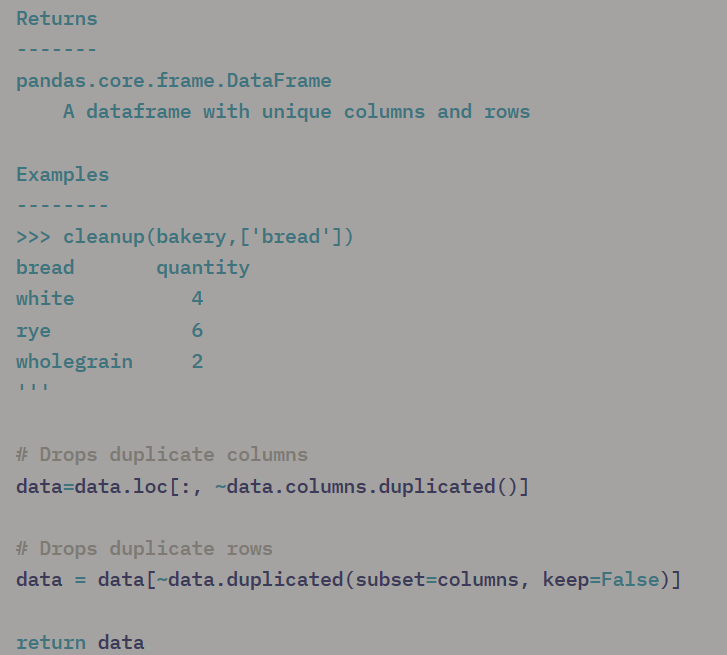 Returns
-------
pandas.core.frame.DataFrame
    A dataframe with unique columns and rows
Examples
--------
>>> cleanup(bakery,['bread'])
bread       quantity
white          4
rye            6
wholegrain     2
'''
# Drops duplicate columns
data=data.loc[:, ~data.columns.duplicated()]
# Drops duplicate rows
data = data[~data.duplicated(subset=columns, keep=False)]
return data